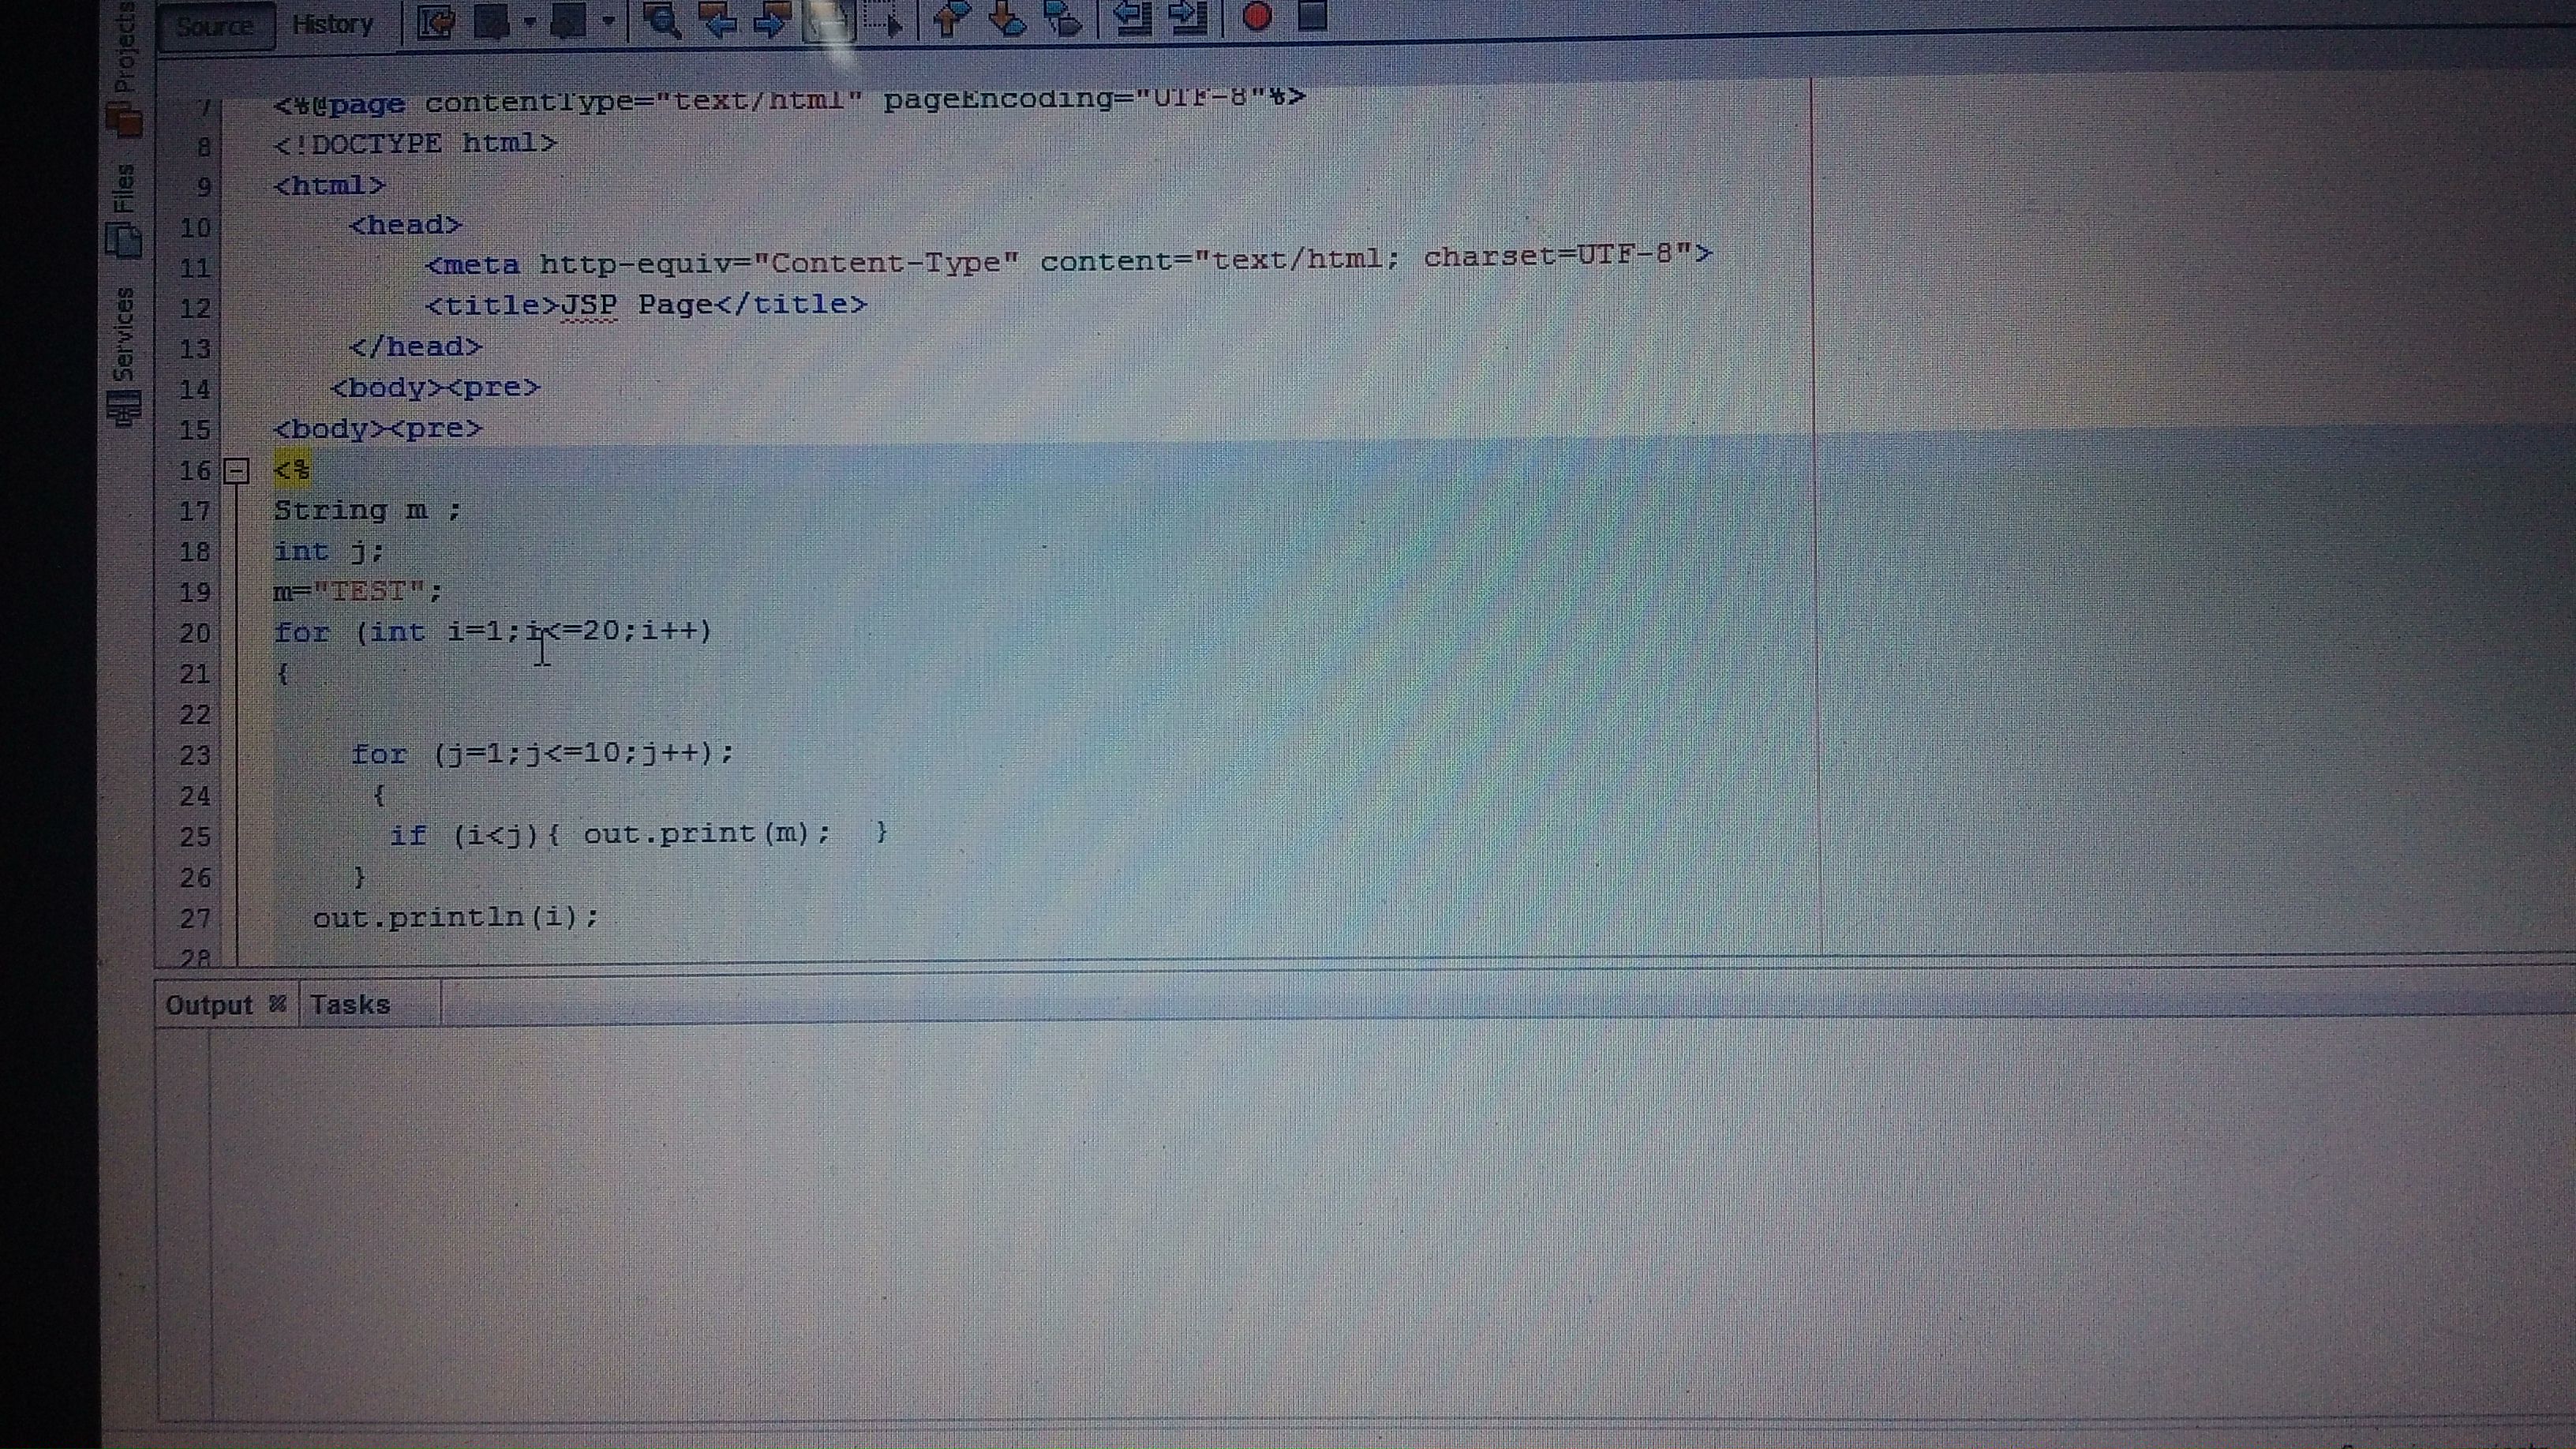 Source History
Projects
Files
Services
7 <%@page contentType="text/html" pageEncoding="UTF-8"%>
8 <!DOCTYPE html>
9 <html>
10 <head>
11 <meta http-equiv="Content-Type" content="text/html; charset=UTF-8">
12 <title>JSP Page</title>
13 </head>
14 <body><pre>
15 <body><pre>
16 <%
17 String m ;
18 int j;
19 m="TEST";
20 for (int i=1;i<=20;i++)
21 {
22
23 for (j=1;j<=10;j++);
24 {
25 if (i<j){ out.print(m); }
26 }
27 out.println(i);
28
Output Tasks